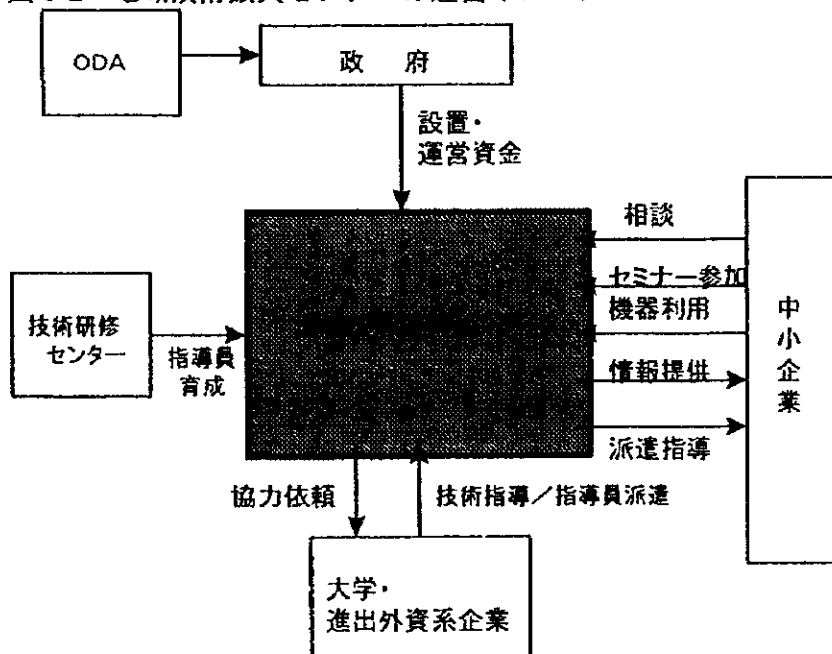 ODA
政 府
設置・
運営資金
相談
セミナー参加
機器利用
情報提供
派遣指導
中小企業
技術研修
センター
指導員
育成
協力依頼
技術指導/指導員派遣
大学・
進出外資系企業